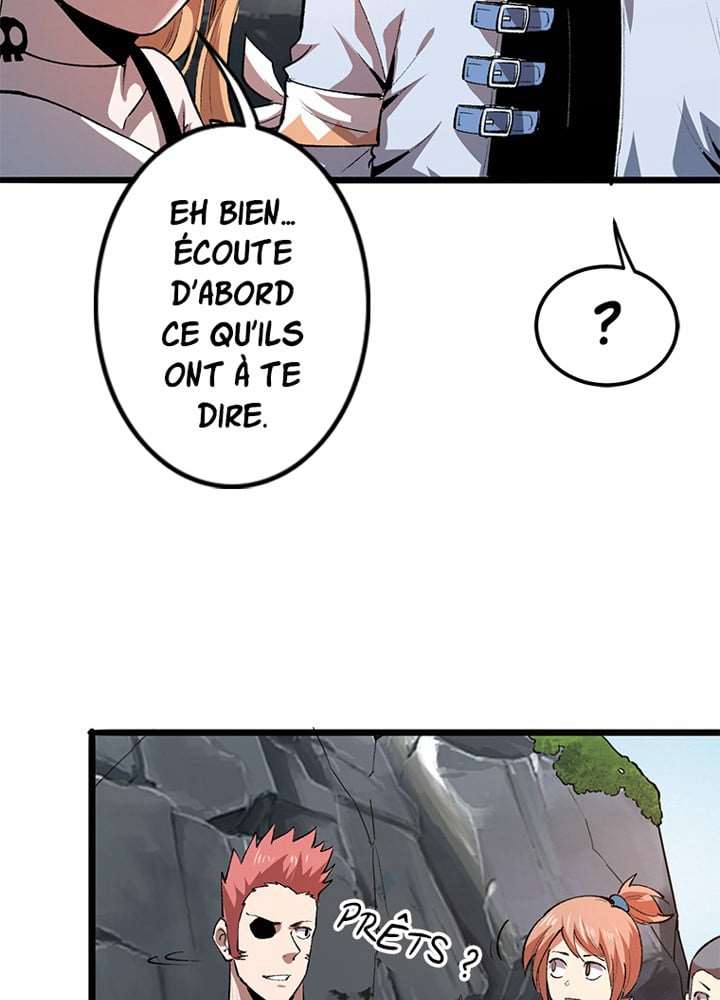 EH BIEN...
ÉCOUTE
D'ABORD
CE QU'ILS
ONT À TE
DIRE.
?
PRÊTS ?